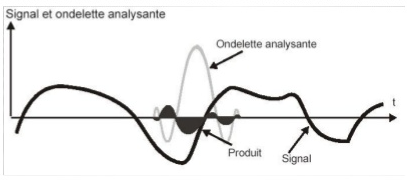 Signal et ondelette analysante
Ondelette analysante
t
Produit
Signal